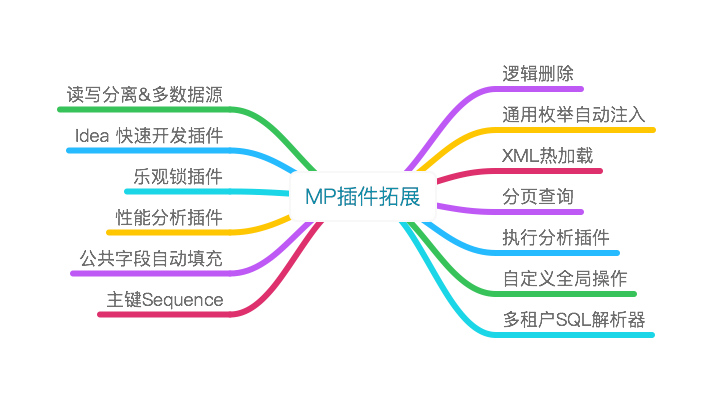 MP插件拓展
逻辑删除
通用枚举自动注入
XML热加载
分页查询
执行分析插件
自定义全局操作
多租户SQL解析器
读写分离&多数据源
Idea 快速开发插件
乐观锁插件
性能分析插件
公共字段自动填充
主键Sequence